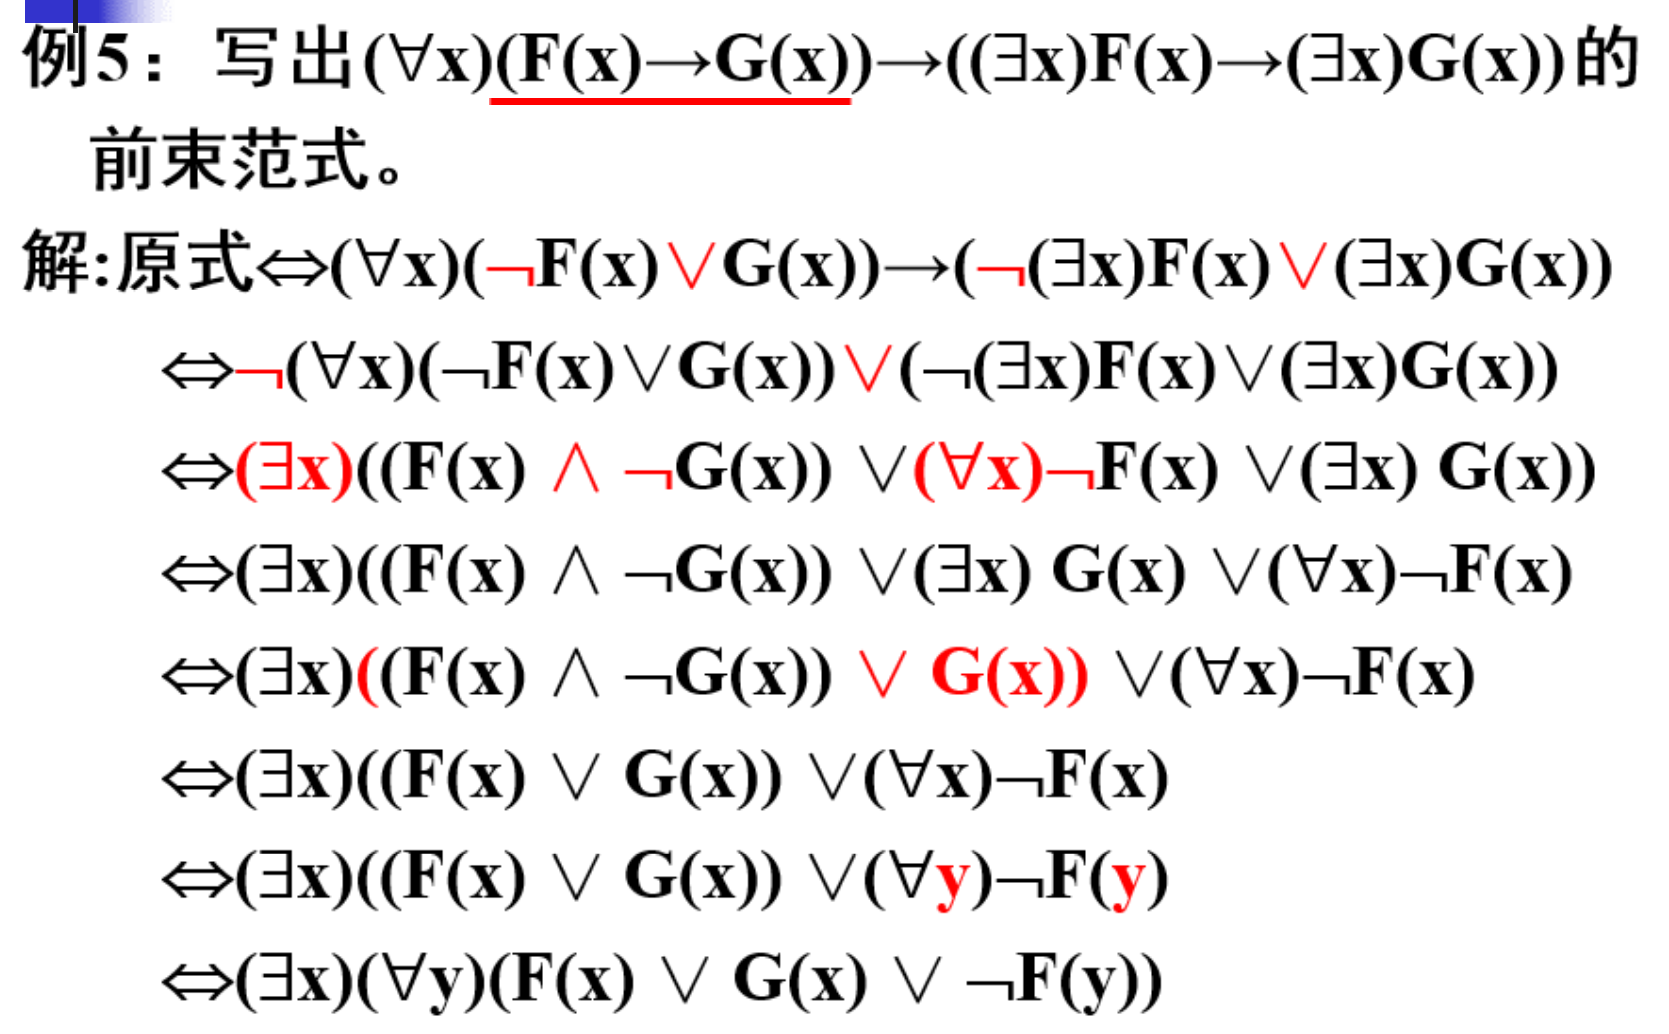 例5：写出(∀x)(F(x)→G(x))→((∃x)F(x)→(∃x)G(x))的
前束范式。
解:原式⇔(∀x)(¬F(x)∨G(x))→(¬(∃x)F(x)∨(∃x)G(x))
⇔¬(∀x)(¬F(x)∨G(x))∨(¬(∃x)F(x)∨(∃x)G(x))
⇔(∃x)((F(x) ∧ ¬G(x)) ∨(∀x)¬F(x) ∨(∃x) G(x))
⇔(∃x)((F(x) ∧ ¬G(x)) ∨(∃x) G(x) ∨(∀x)¬F(x)
⇔(∃x)((F(x) ∧ ¬G(x)) ∨ G(x)) ∨(∀x)¬F(x)
⇔(∃x)((F(x) ∨ G(x)) ∨(∀x)¬F(x)
⇔(∃x)((F(x) ∨ G(x)) ∨(∀y)¬F(y)
⇔(∃x)(∀y)(F(x) ∨ G(x) ∨ ¬F(y))